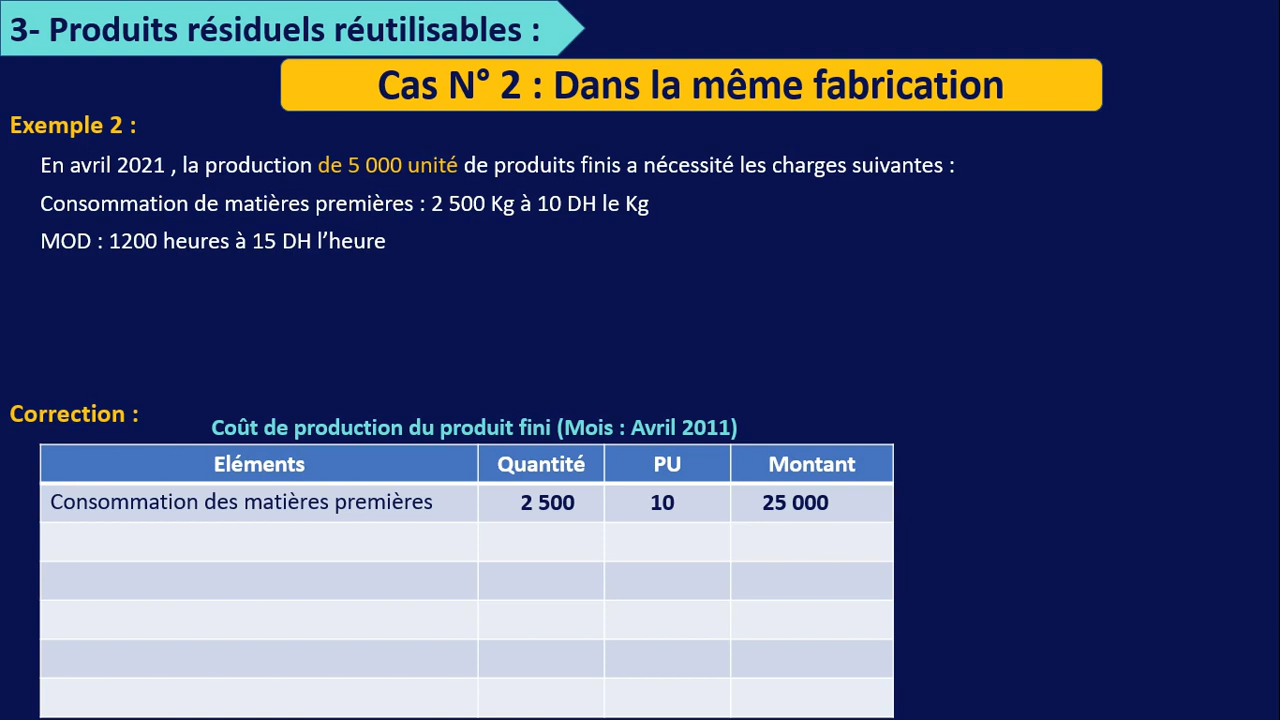 3- Produits résiduels réutilisables :
Cas N° 2 : Dans la même fabrication
Exemple 2 :
En avril 2021 , la production de 5 000 unité de produits finis a nécessité les charges suivantes :
Consommation de matières premières : 2 500 Kg à 10 DH le Kg
MOD : 1200 heures à 15 DH l’heure
Correction :
Coût de production du produit fini (Mois : Avril 2011)
Eléments Quantité PU Montant
Consommation des matières premières 2 500 10 25 000